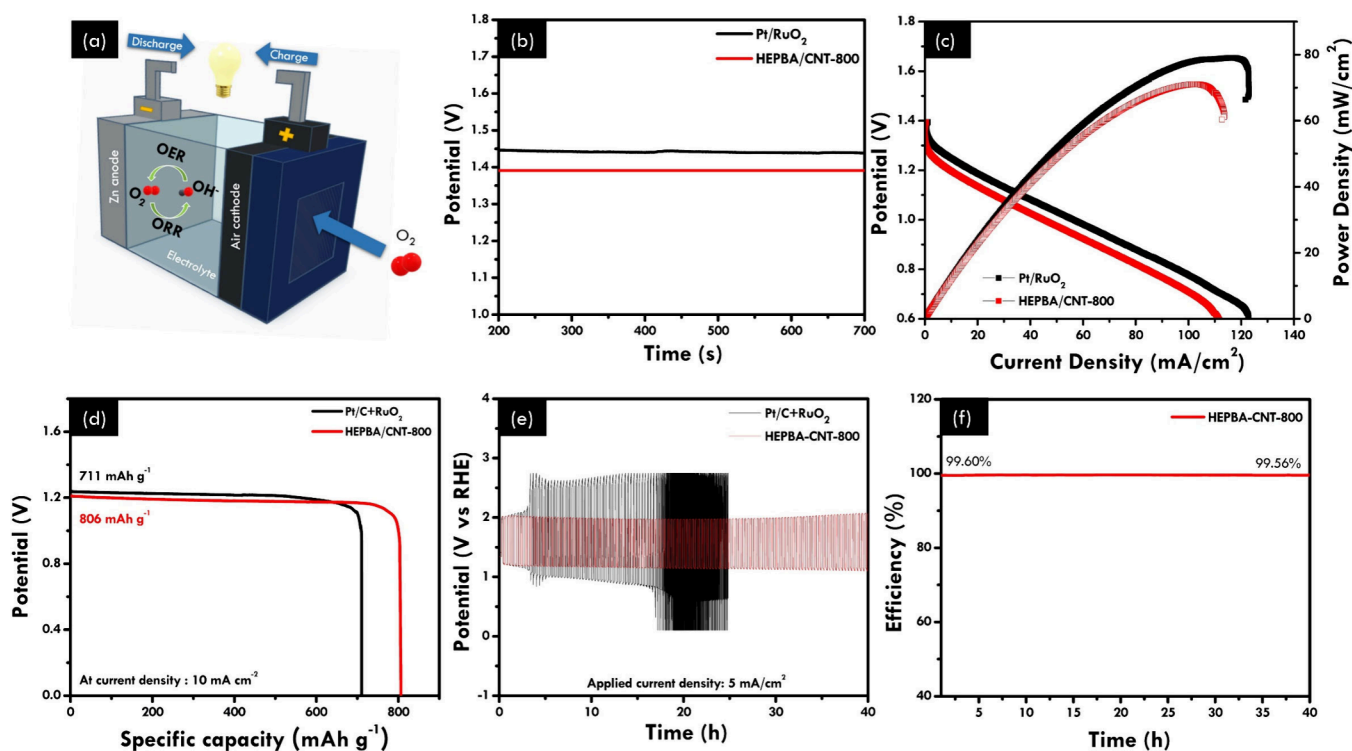 (a)
Discharge
Charge
OER
O₂
OH⁻
ORR
Zn anode
Electrolyte
Air cathode
O₂
(b)
Pt/RuO₂
HEPBA/CNT-800
Potential (V)
1.8
1.7
1.6
1.5
1.4
1.3
1.2
1.1
1.0
200 300 400 500 600 700
Time (s)
(c)
Potential (V)
1.8
1.6
1.4
1.2
1.0
0.8
0.6
Pt/RuO₂
HEPBA/CNT-800
0 20 40 60 80 100 120 140
Current Density (mA/cm²)
80
60
40
20
0
Power Density (mW/cm²)
(d)
Pt/C+RuO₂
HEPBA/CNT-800
711 mAh g⁻¹
806 mAh g⁻¹
At current density : 10 mA cm⁻²
Potential (V)
1.6
1.2
0.8
0.4
0.0
0 200 400 600 800
Specific capacity (mAh g⁻¹)
(e)
Pt/C+RuO₂
HEPBA-CNT-800
Applied current density: 5 mA/cm²
Potential (V vs RHE)
4
3
2
1
0
-1
0 10 20 30 40
Time (h)
(f)
HEPBA-CNT-800
99.60%
99.56%
Efficiency (%)
120
100
80
60
40
5 10 15 20 25 30 35 40
Time (h)